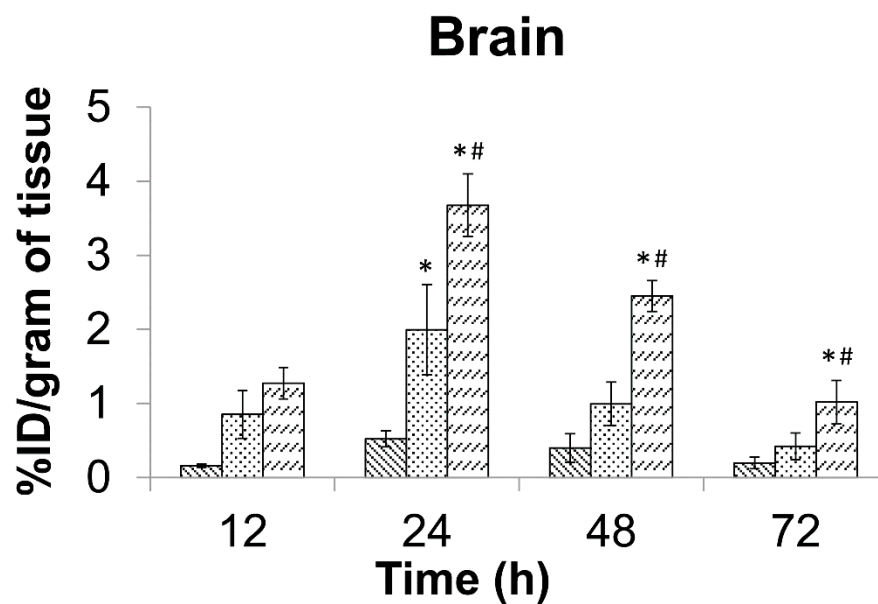 Brain
%ID/gram of tissue
5
4
3
2
1
0
*#
*
*#
*#
12 24 48 72
Time (h)